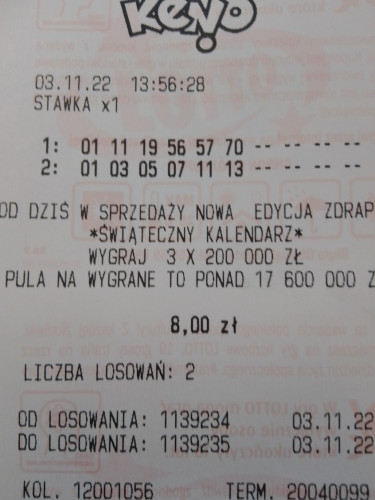 KENO
03.11.22 13:56:28
STAWKA x1
1: 01 11 19 56 57 70 -- -- -- --
2: 01 03 05 07 11 13 -- -- -- --
OD DZIŚ W SPRZEDAŻY NOWA EDYCJA ZDRAP
*ŚWIĄTECZNY KALENDARZ*
WYGRAJ 3 X 200 000 ZŁ
PULA NA WYGRANE TO PONAD 17 600 000 Z
8,00 zł
LICZBA LOSOWAŃ: 2
OD LOSOWANIA: 1139234 03.11.22
DO LOSOWANIA: 1139235 03.11.22
KOL. 12001056 TERM. 20040099